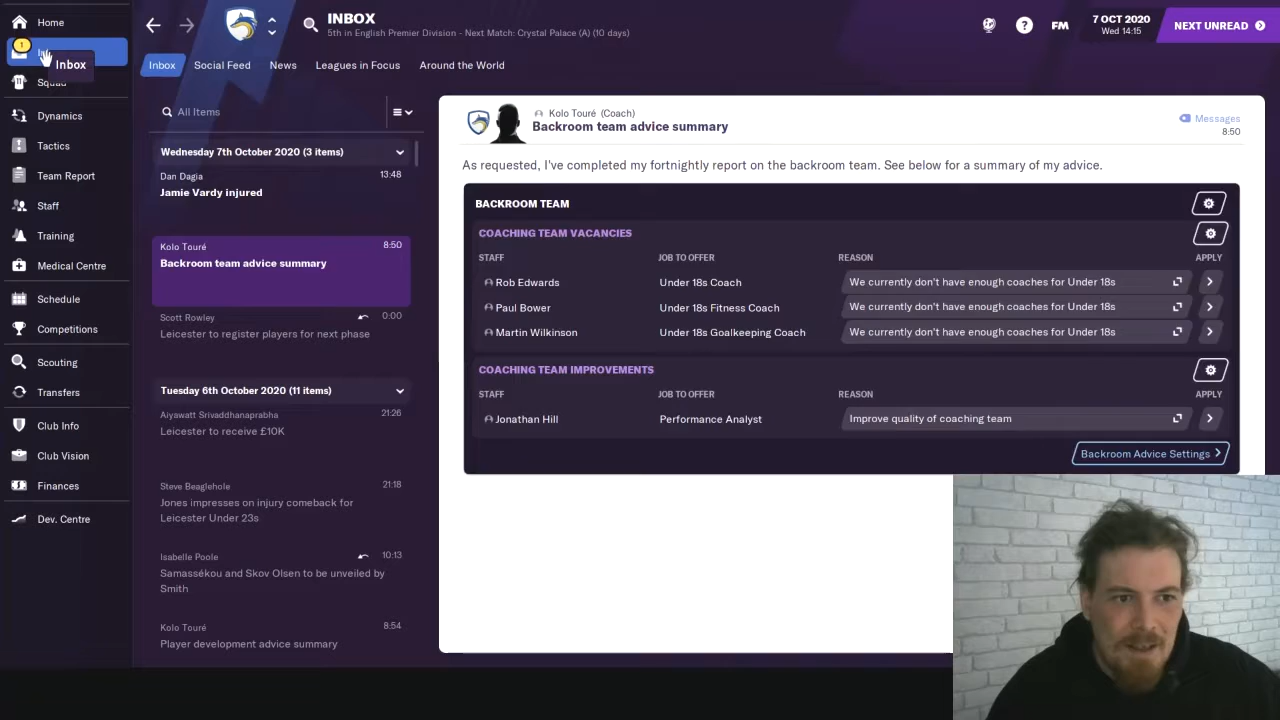 Home
1
Inbox
Squad
Dynamics
Tactics
Team Report
Staff
Training
Medical Centre
Schedule
Competitions
Scouting
Transfers
Club Info
Club Vision
Finances
Dev. Centre
INBOX
5th in English Premier Division - Next Match: Crystal Palace (A) (10 days)
?
FM
7 OCT 2020
Wed 14:15
NEXT UNREAD
Inbox
Social Feed
News
Leagues in Focus
Around the World
All Items
Wednesday 7th October 2020 (3 items)
Dan Dagia
13:48
Jamie Vardy injured
Kolo Touré
8:50
Backroom team advice summary
Scott Rowley
0:00
Leicester to register players for next phase
Tuesday 6th October 2020 (11 items)
Aiyawatt Srivaddhanaprabha
21:26
Leicester to receive £10K
Steve Beaglehole
21:18
Jones impresses on injury comeback for
Leicester Under 23s
Isabelle Poole
10:13
Samassékou and Skov Olsen to be unveiled by
Smith
Kolo Touré
8:54
Player development advice summary
Kolo Touré (Coach)
Backroom team advice summary
Messages
8:50
As requested, I've completed my fortnightly report on the backroom team. See below for a summary of my advice.
BACKROOM TEAM
COACHING TEAM VACANCIES
STAFF JOB TO OFFER REASON APPLY
Rob Edwards Under 18s Coach We currently don't have enough coaches for Under 18s
Paul Bower Under 18s Fitness Coach We currently don't have enough coaches for Under 18s
Martin Wilkinson Under 18s Goalkeeping Coach We currently don't have enough coaches for Under 18s
COACHING TEAM IMPROVEMENTS
STAFF JOB TO OFFER REASON APPLY
Jonathan Hill Performance Analyst Improve quality of coaching team
Backroom Advice Settings